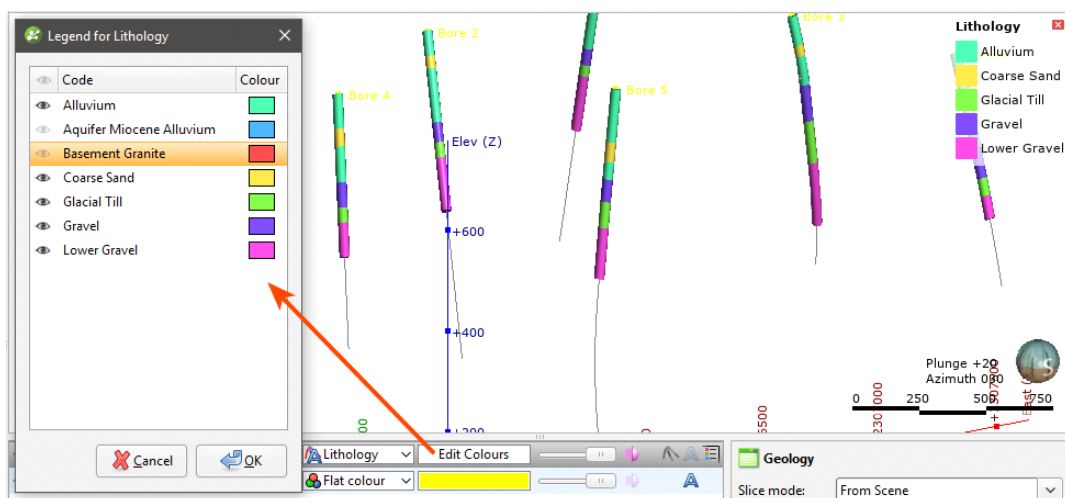 Legend for Lithology
Code Colour
Alluvium
Aquifer Miocene Alluvium
Basement Granite
Coarse Sand
Glacial Till
Gravel
Lower Gravel
Cancel OK
Bore 2
Bore 3
Bore 4
Bore 5
Elev (Z)
+600
+400
+200
Lithology
Alluvium
Coarse Sand
Glacial Till
Gravel
Lower Gravel
Plunge +20
Azimuth 030
0 250 500 750
Lithology Edit Colours
Flat colour
Geology
Slice mode: From Scene